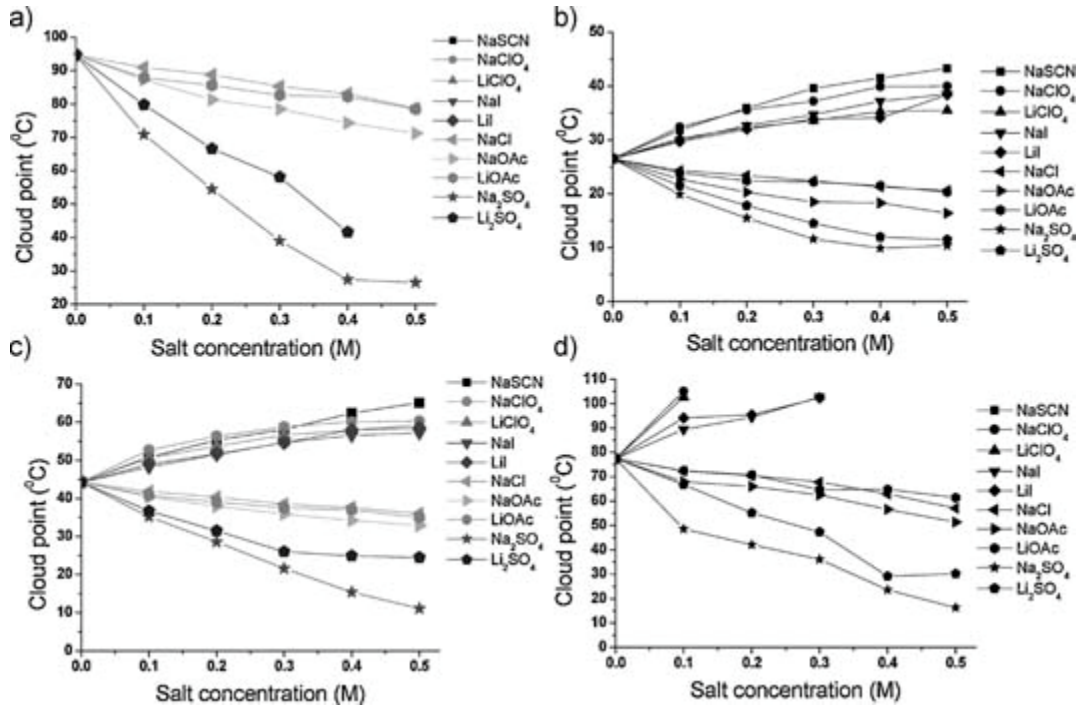 a)
Cloud point (⁰C)
100
90
80
70
60
50
40
30
20
0.0 0.1 0.2 0.3 0.4 0.5
Salt concentration (M)
NaSCN
NaClO₄
LiClO₄
NaI
LiI
NaCl
NaOAc
LiOAc
Na₂SO₄
Li₂SO₄
b)
Cloud point (⁰C)
50
40
30
20
10
0
0.0 0.1 0.2 0.3 0.4 0.5
Salt concentration (M)
NaSCN
NaClO₄
LiClO₄
NaI
LiI
NaCl
NaOAc
LiOAc
Na₂SO₄
Li₂SO₄
c)
Cloud point (⁰C)
70
60
50
40
30
20
10
0
0.0 0.1 0.2 0.3 0.4 0.5
Salt concentration (M)
NaSCN
NaClO₄
LiClO₄
NaI
LiI
NaCl
NaOAc
LiOAc
Na₂SO₄
Li₂SO₄
d)
Cloud point (⁰C)
110
100
90
80
70
60
50
40
30
20
10
0
0.0 0.1 0.2 0.3 0.4 0.5
Salt concentration (M)
NaSCN
NaClO₄
LiClO₄
NaI
LiI
NaCl
NaOAc
LiOAc
Na₂SO₄
Li₂SO₄